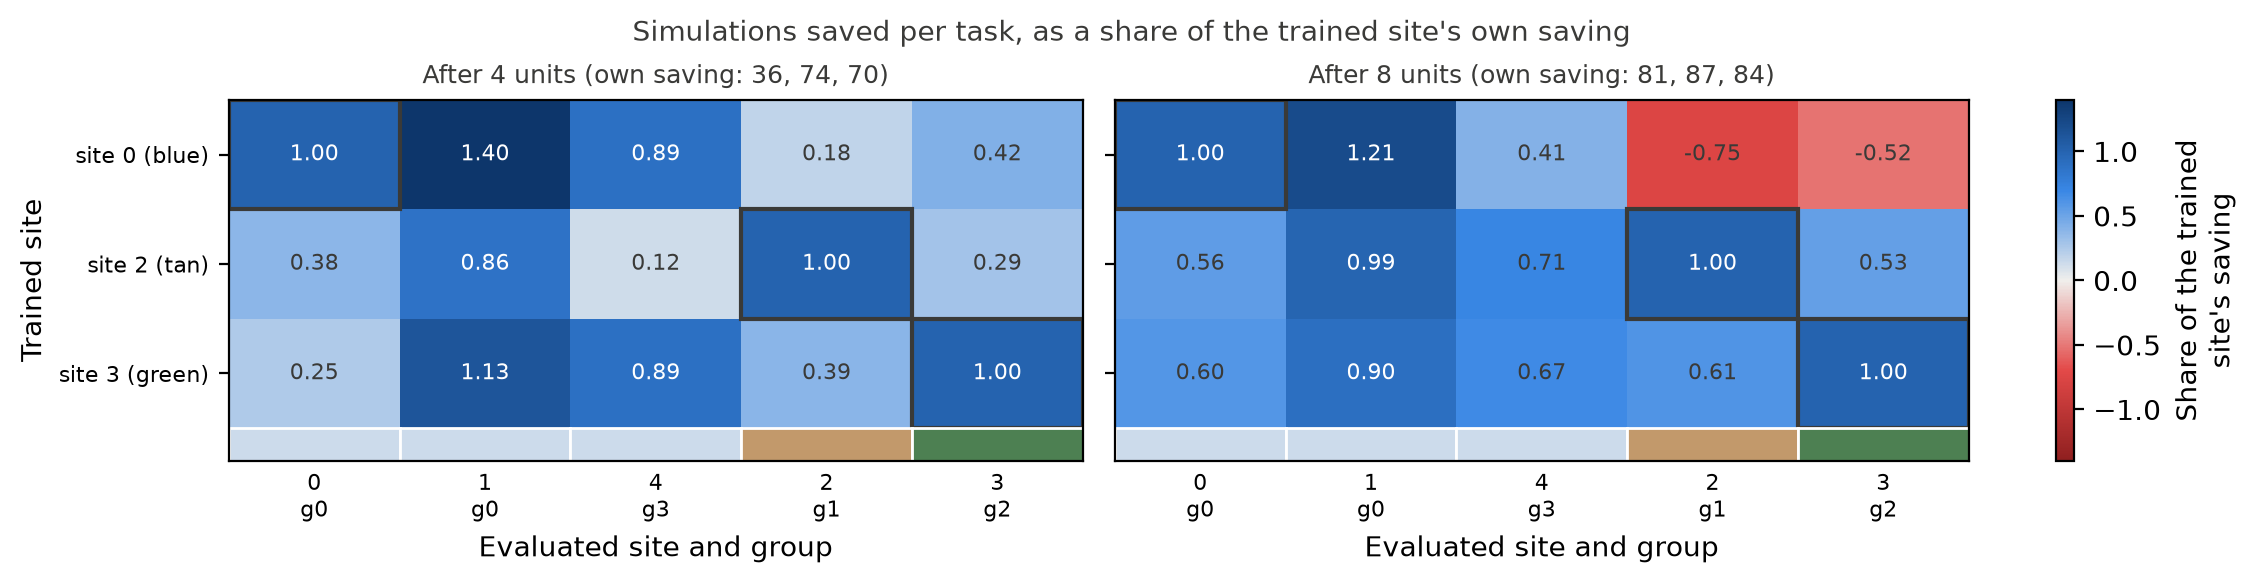 Simulations saved per task, as a share of the trained site's own saving
After 4 units (own saving: 36, 74, 70)
After 8 units (own saving: 81, 87, 84)
Trained site
site 0 (blue)
1.00 1.40 0.89 0.18 0.42
1.00 1.21 0.41 -0.75 -0.52
site 2 (tan)
0.38 0.86 0.12 1.00 0.29
0.56 0.99 0.71 1.00 0.53
site 3 (green)
0.25 1.13 0.89 0.39 1.00
0.60 0.90 0.67 0.61 1.00
0 1 4 2 3
g0 g0 g3 g1 g2
Evaluated site and group
0 1 4 2 3
g0 g0 g3 g1 g2
Evaluated site and group
1.0
0.5
0.0
−0.5
−1.0
Share of the trained
site's saving